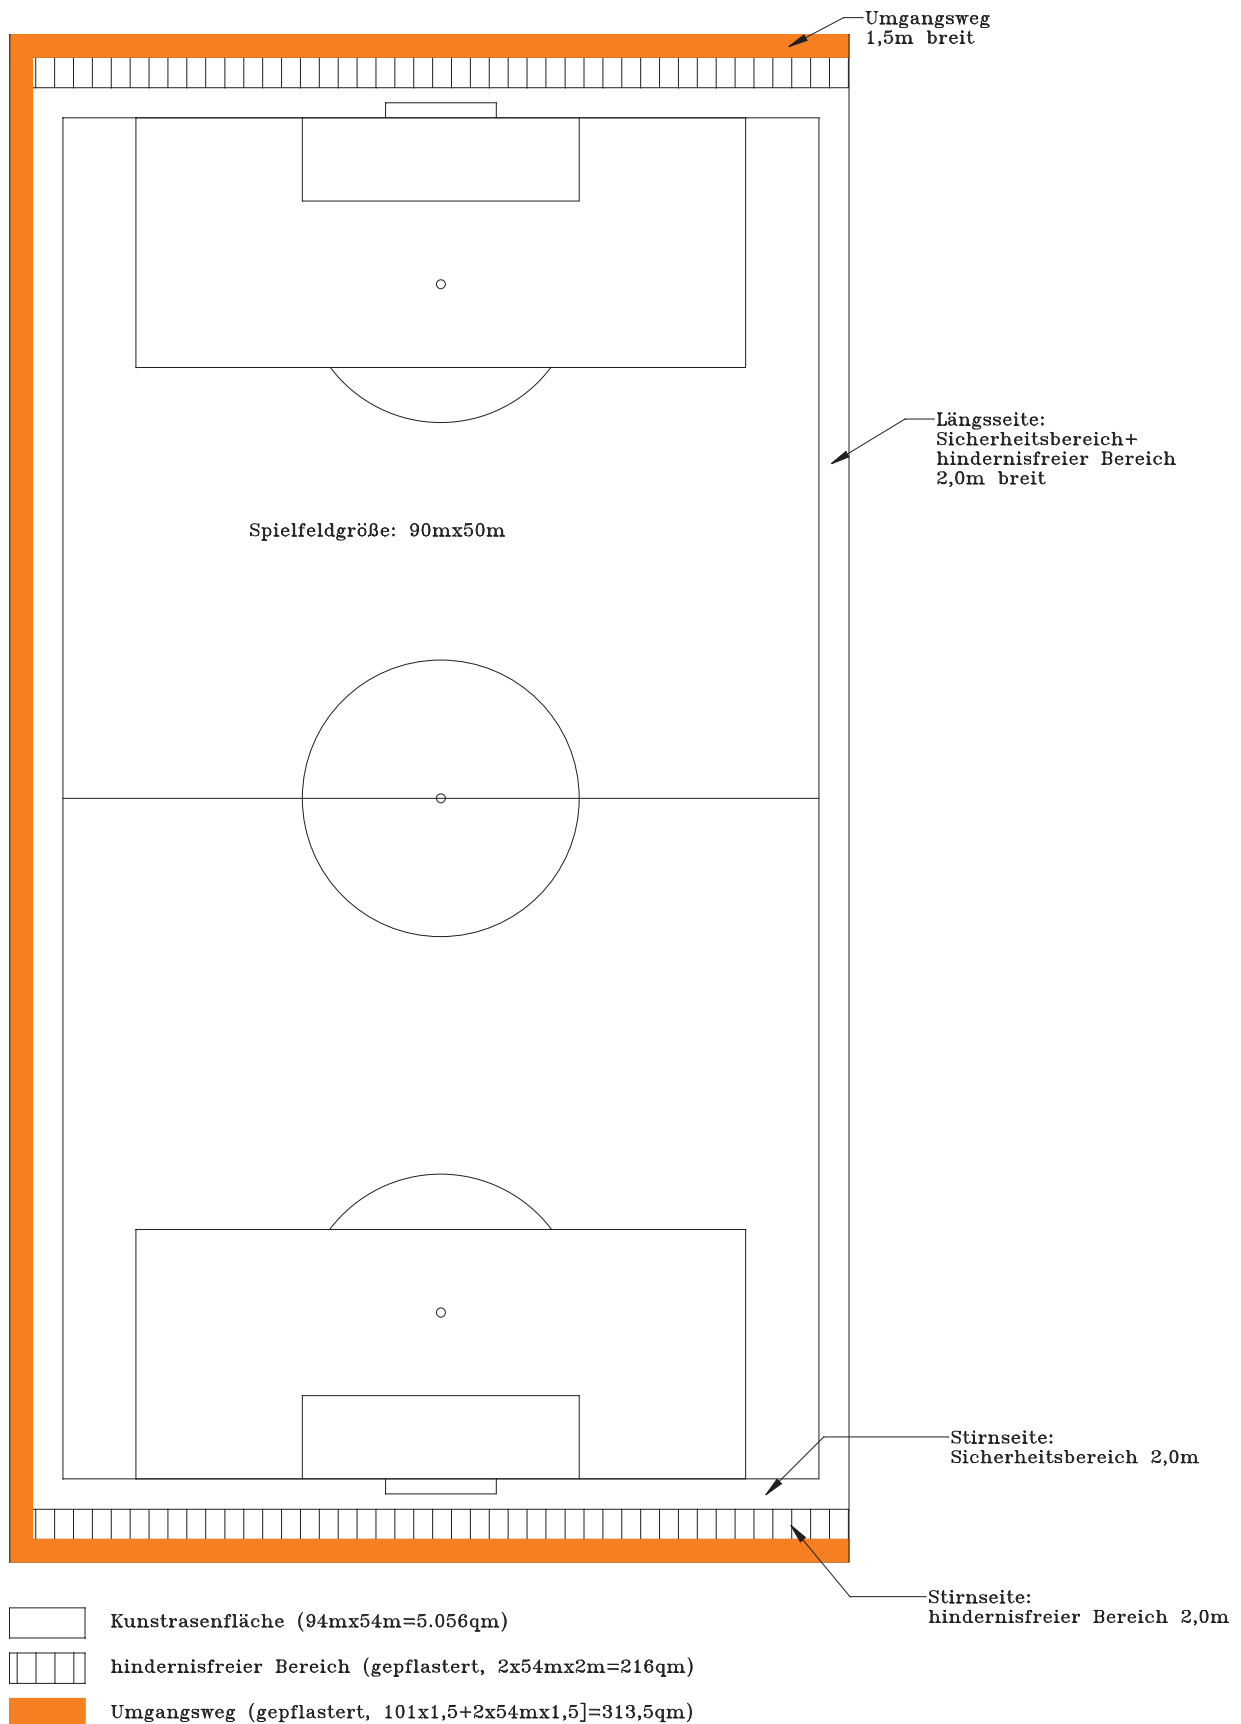 Umgangsweg
1,5m breit
Längsseite:
Sicherheitsbereich+
hindernisfreier Bereich
2,0m breit
Spielfeldgröße: 90mx50m
Stirnseite:
Sicherheitsbereich 2,0m
Stirnseite:
hindernisfreier Bereich 2,0m
Kunstrasenfläche (94mx54m=5.056qm)
hindernisfreier Bereich (gepflastert, 2x54mx2m=216qm)
Umgangsweg (gepflastert, 101x1,5+2x54mx1,5]=313,5qm)